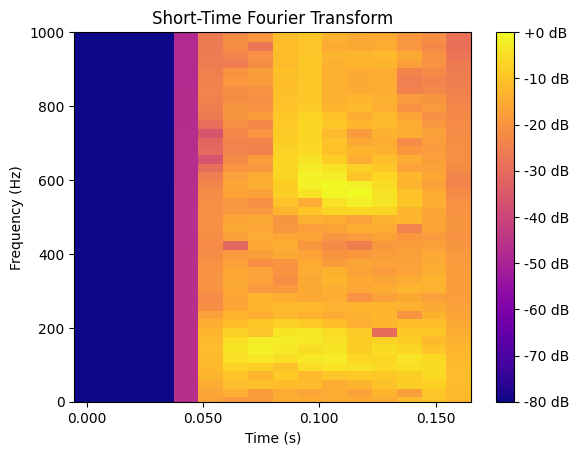 Short-Time Fourier Transform
1000
800
600
400
200
0
Frequency (Hz)
0.000
0.050
0.100
0.150
Time (s)
+0 dB
-10 dB
-20 dB
-30 dB
-40 dB
-50 dB
-60 dB
-70 dB
-80 dB